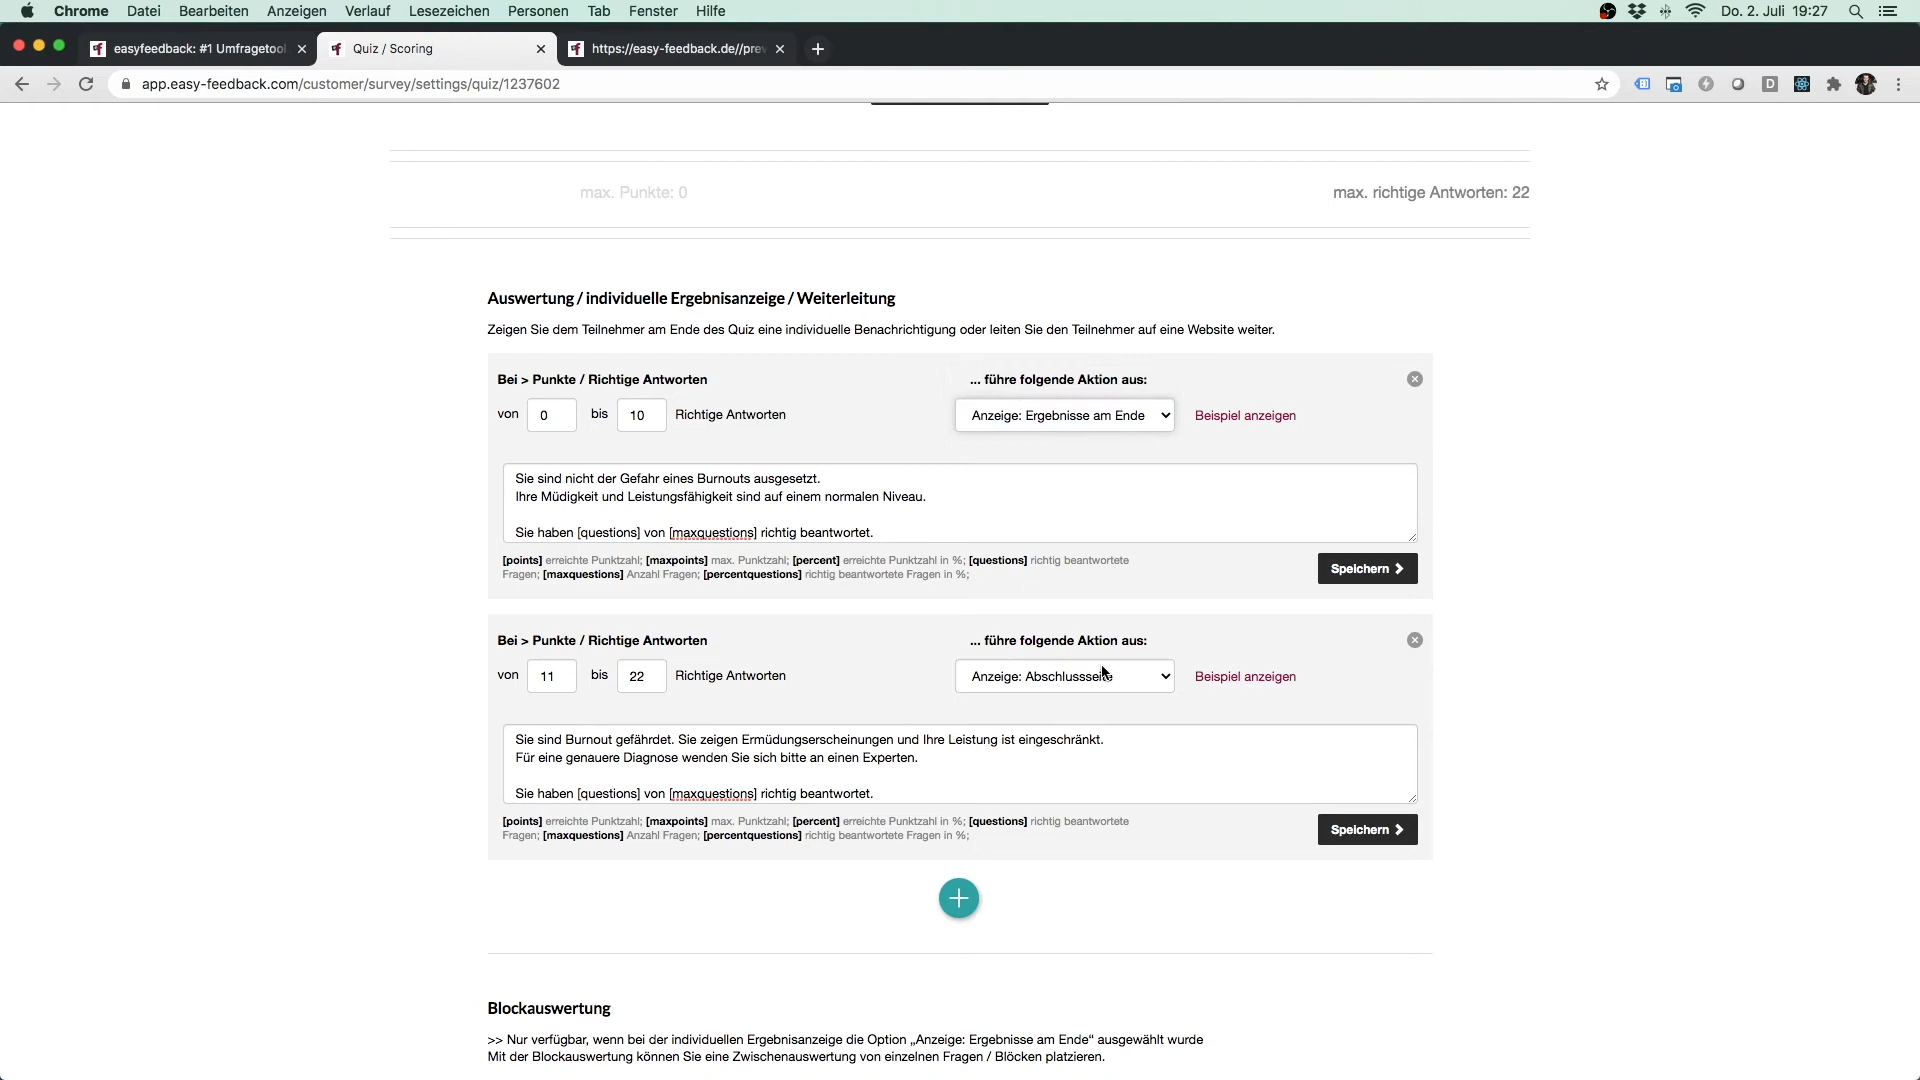 Chrome Datei Bearbeiten Anzeigen Verlauf Lesezeichen Personen Tab Fenster Hilfe Do. 2. Juli 19:27
easyfeedback: #1 Umfragetool Quiz / Scoring https://easy-feedback.de//prev
app.easy-feedback.com/customer/survey/settings/quiz/1237602
max. Punkte: 0 max. richtige Antworten: 22
Auswertung / individuelle Ergebnisanzeige / Weiterleitung
Zeigen Sie dem Teilnehmer am Ende des Quiz eine individuelle Benachrichtigung oder leiten Sie den Teilnehmer auf eine Website weiter.
Bei > Punkte / Richtige Antworten ... führe folgende Aktion aus:
von 0 bis 10 Richtige Antworten Anzeige: Ergebnisse am Ende Beispiel anzeigen
Sie sind nicht der Gefahr eines Burnouts ausgesetzt.
Ihre Müdigkeit und Leistungsfähigkeit sind auf einem normalen Niveau.
Sie haben [questions] von [maxquestions] richtig beantwortet.
[points] erreichte Punktzahl; [maxpoints] max. Punktzahl; [percent] erreichte Punktzahl in %; [questions] richtig beantwortete
Fragen; [maxquestions] Anzahl Fragen; [percentquestions] richtig beantwortete Fragen in %;
Speichern
Bei > Punkte / Richtige Antworten ... führe folgende Aktion aus:
von 11 bis 22 Richtige Antworten Anzeige: Abschlussseite Beispiel anzeigen
Sie sind Burnout gefährdet. Sie zeigen Ermüdungserscheinungen und Ihre Leistung ist eingeschränkt.
Für eine genauere Diagnose wenden Sie sich bitte an einen Experten.
Sie haben [questions] von [maxquestions] richtig beantwortet.
[points] erreichte Punktzahl; [maxpoints] max. Punktzahl; [percent] erreichte Punktzahl in %; [questions] richtig beantwortete
Fragen; [maxquestions] Anzahl Fragen; [percentquestions] richtig beantwortete Fragen in %;
Speichern
Blockauswertung
>> Nur verfügbar, wenn bei der individuellen Ergebnisanzeige die Option „Anzeige: Ergebnisse am Ende“ ausgewählt wurde
Mit der Blockauswertung können Sie eine Zwischenauswertung von einzelnen Fragen / Blöcken platzieren.